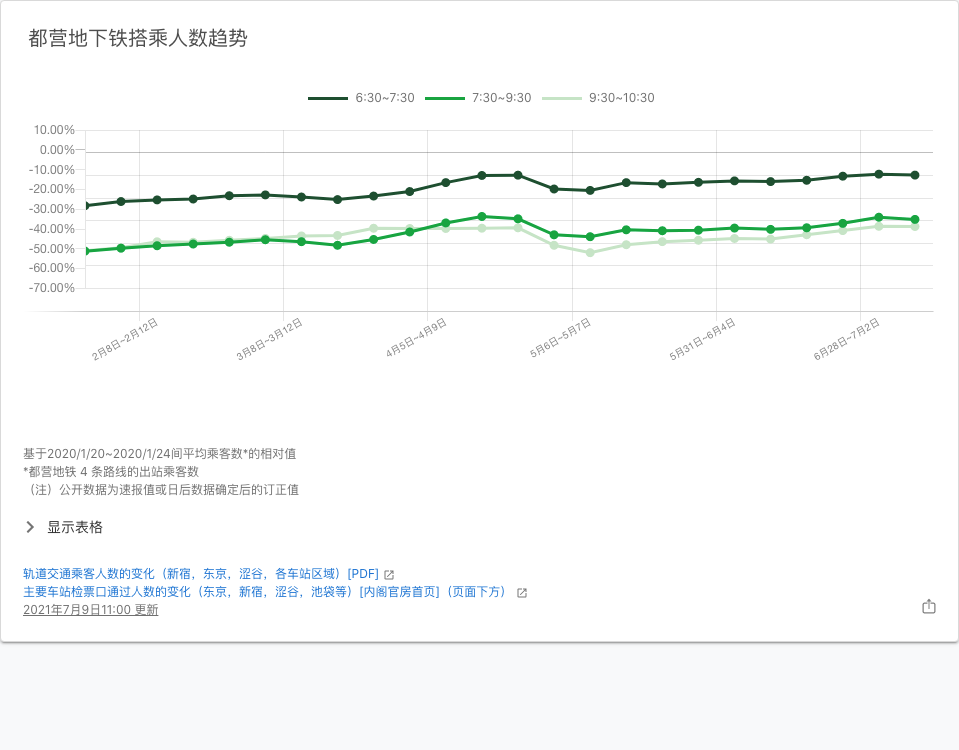 都营地下铁搭乘人数趋势
6:30~7:30 7:30~9:30 9:30~10:30
10.00%
0.00%
-10.00%
-20.00%
-30.00%
-40.00%
-50.00%
-60.00%
-70.00%
2月8日~2月12日 3月8日~3月12日 4月5日~4月9日 5月6日~5月7日 5月31日~6月4日 6月28日~7月2日
基于2020/1/20~2020/1/24间平均乘客数*的相对值
*都营地铁 4 条路线的出站乘客数
（注）公开数据为速报值或日后数据确定后的订正值
显示表格
轨道交通乘客人数的变化（新宿，东京，涩谷，各车站区域）[PDF]
主要车站检票口通过人数的变化（东京，新宿，涩谷，池袋等）[内阁官房首页]（页面下方）
2021年7月9日11:00 更新